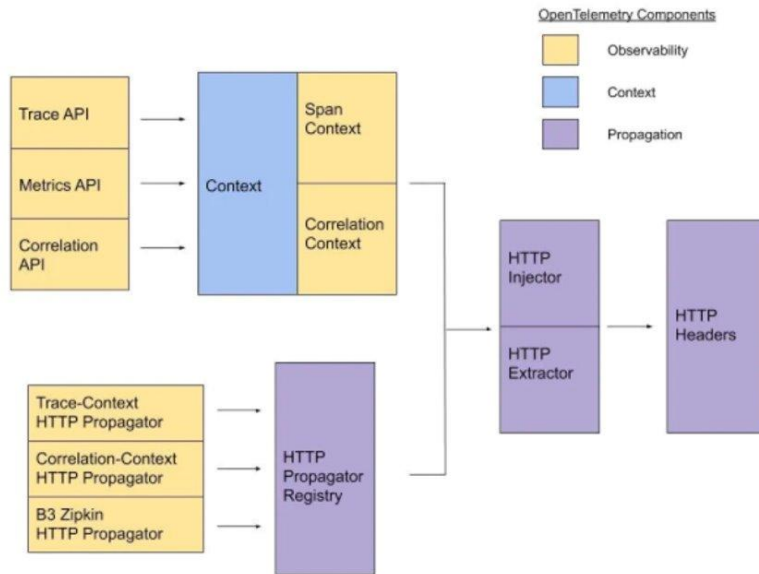 OpenTelemetry Components
Observability
Context
Propagation
Trace API
Metrics API
Correlation
API
Context
Span
Context
Correlation
Context
HTTP
Injector
HTTP
Extractor
HTTP
Headers
Trace-Context
HTTP Propagator
Correlation-Context
HTTP Propagator
B3 Zipkin
HTTP Propagator
HTTP
Propagator
Registry